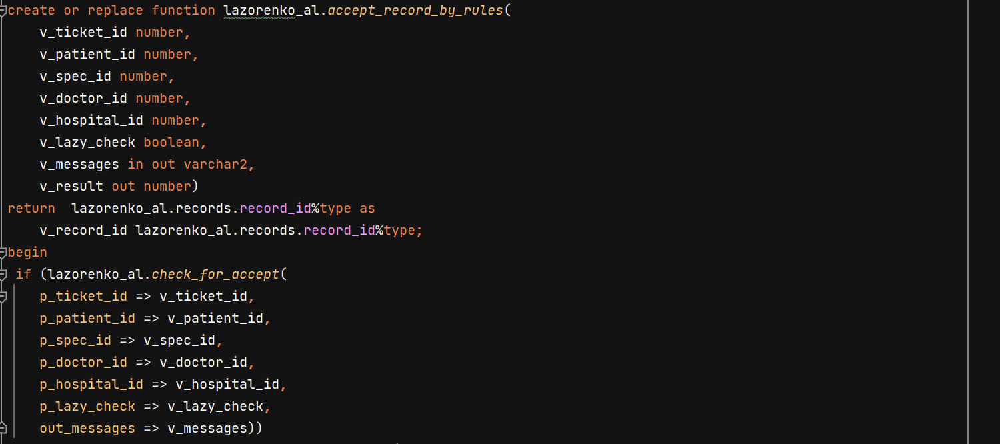 create or replace function lazorenko_al.accept_record_by_rules(
    v_ticket_id number,
    v_patient_id number,
    v_spec_id number,
    v_doctor_id number,
    v_hospital_id number,
    v_lazy_check boolean,
    v_messages in out varchar2,
    v_result out number)
return  lazorenko_al.records.record_id%type as
    v_record_id lazorenko_al.records.record_id%type;
begin
 if (lazorenko_al.check_for_accept(
    p_ticket_id => v_ticket_id,
    p_patient_id => v_patient_id,
    p_spec_id => v_spec_id,
    p_doctor_id => v_doctor_id,
    p_hospital_id => v_hospital_id,
    p_lazy_check => v_lazy_check,
    out_messages => v_messages))